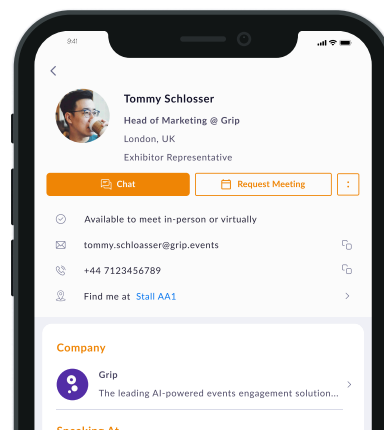 9:41
Tommy Schlosser
Head of Marketing @ Grip
London, UK
Exhibitor Representative
Chat
Request Meeting
Available to meet in-person or virtually
tommy.schloasser@grip.events
+44 7123456789
Find me at Stall AA1
Company
Grip
The leading AI-powered events engagement solution...
Speaking At